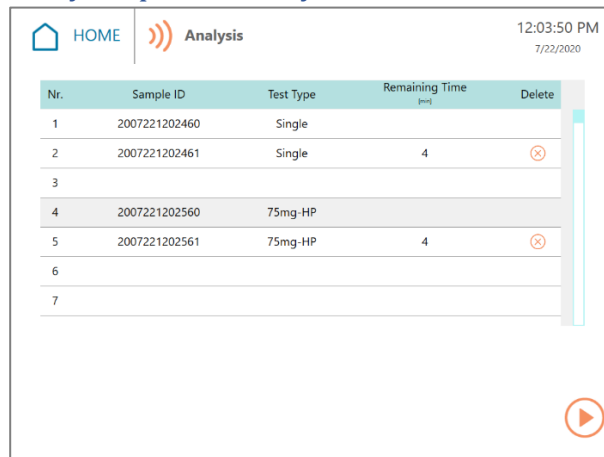 HOME
Analysis
12:03:50 PM
7/22/2020
Nr. Sample ID Test Type Remaining Time [min] Delete
1 2007221202460 Single
2 2007221202461 Single 4
3
4 2007221202560 75mg-HP
5 2007221202561 75mg-HP 4
6
7